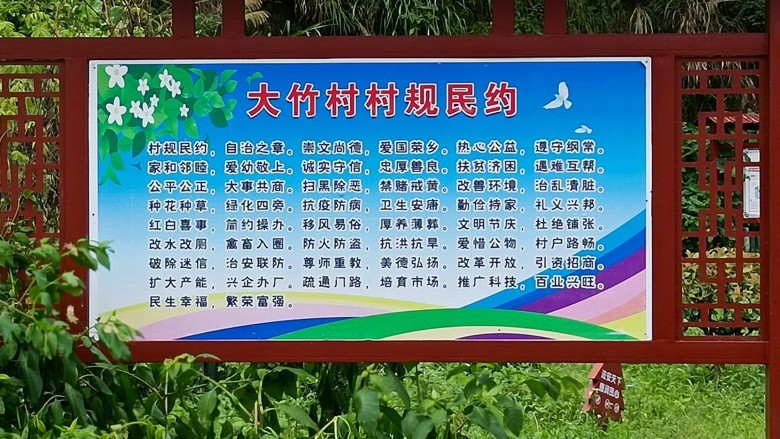 大竹村村规民约
村规民约，自治之章。崇文尚德，爱国荣乡。热心公益，遵守纲常。
家和邻睦，爱幼敬上。诚实守信，忠厚善良。扶贫济困，遇难互帮。
公平公正，大事共商。扫黑除恶，禁赌戒黄。改善环境，治乱清脏。
种花种草，绿化四旁。抗疫防病，卫生安康。勤俭持家，礼义兴邦。
红白喜事，简约操办。移风易俗，厚养薄葬。文明节庆，杜绝铺张。
改水改厕，禽畜入圈。防火防盗，抗洪抗旱。爱惜公物，村户路畅。
破除迷信，治安联防。尊师重教，美德弘扬。改革开放，引资招商。
扩大产能，兴企办厂。疏通门路，培育市场。推广科技，百业兴旺。
民生幸福，繁荣富强。